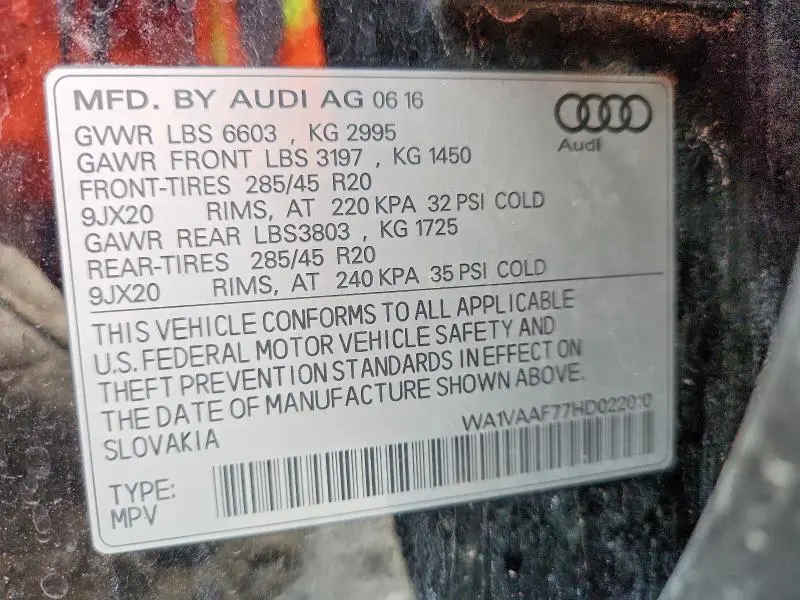 MFD. BY AUDI AG 06 16
GVWR LBS 6603 , KG 2995
GAWR FRONT LBS 3197 , KG 1450
FRONT-TIRES 285/45 R20
9JX20 RIMS, AT 220 KPA 32 PSI COLD
GAWR REAR LBS3803 , KG 1725
REAR-TIRES 285/45 R20
9JX20 RIMS, AT 240 KPA 35 PSI COLD
Audi
THIS VEHICLE CONFORMS TO ALL APPLICABLE
U.S. FEDERAL MOTOR VEHICLE SAFETY AND
THEFT PREVENTION STANDARDS IN EFFECT ON
THE DATE OF MANUFACTURE SHOWN ABOVE.
SLOVAKIA
WA1VAAF77HD022010
TYPE:
MPV